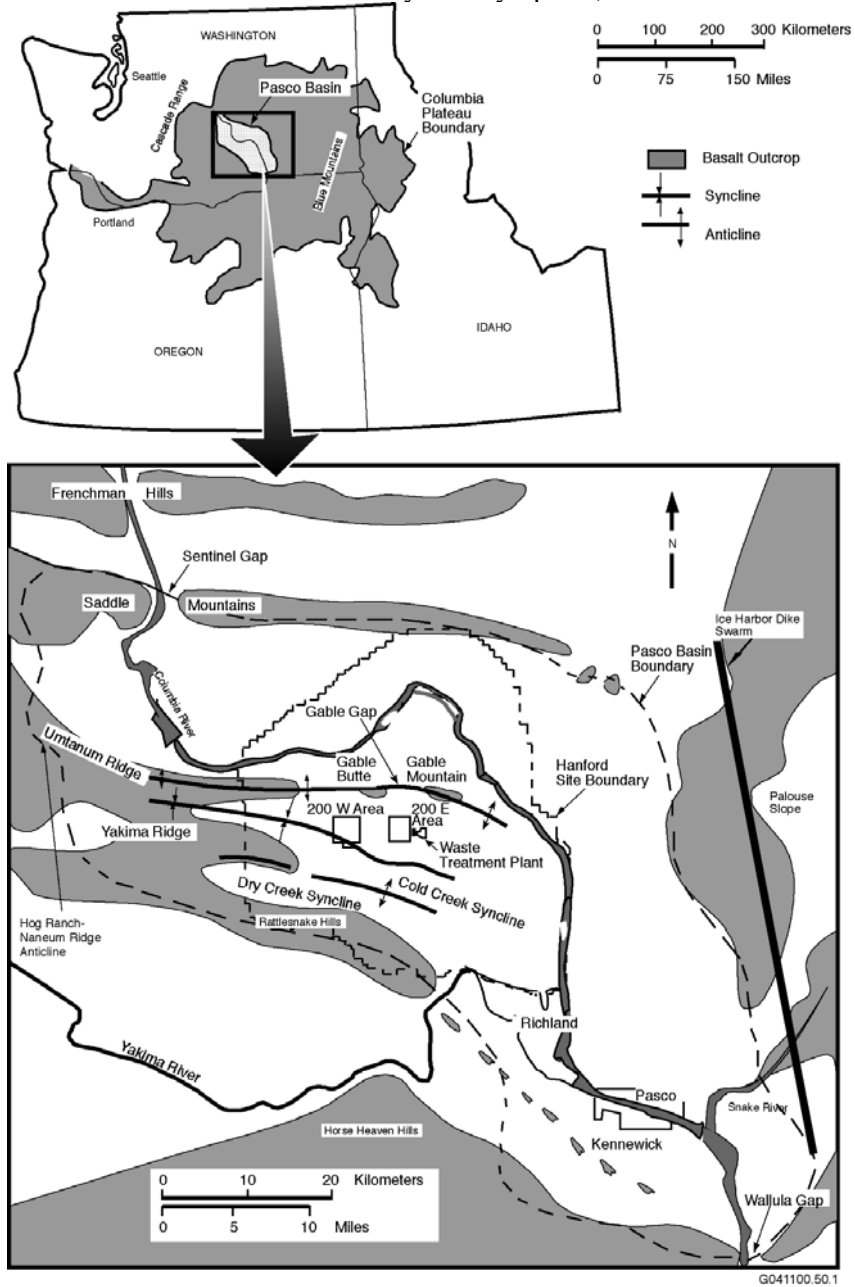 WASHINGTON
Seattle
Cascade Range
Pasco Basin
Columbia
Plateau
Boundary
Blue Mountains
Portland
OREGON
IDAHO
0 100 200 300 Kilometers
0 75 150 Miles
Basalt Outcrop
Syncline
Anticline
Frenchman Hills
Sentinel Gap
Saddle Mountains
N
Ice Harbor Dike
Swarm
Pasco Basin
Boundary
Columbia River
Gable Gap
Umtanum Ridge
Gable
Butte
Gable
Mountain
Hanford
Site Boundary
Palouse
Slope
200 W Area
200 E
Area
Yakima Ridge
Waste
Treatment Plant
Dry Creek Syncline
Cold Creek Syncline
Rattlesnake Hills
Hog Ranch-
Naneum Ridge
Anticline
Richland
Yakima River
Pasco
Snake River
Kennewick
Horse Heaven Hills
0 10 20 Kilometers
0 5 10 Miles
Wallula Gap
G041100.50.1